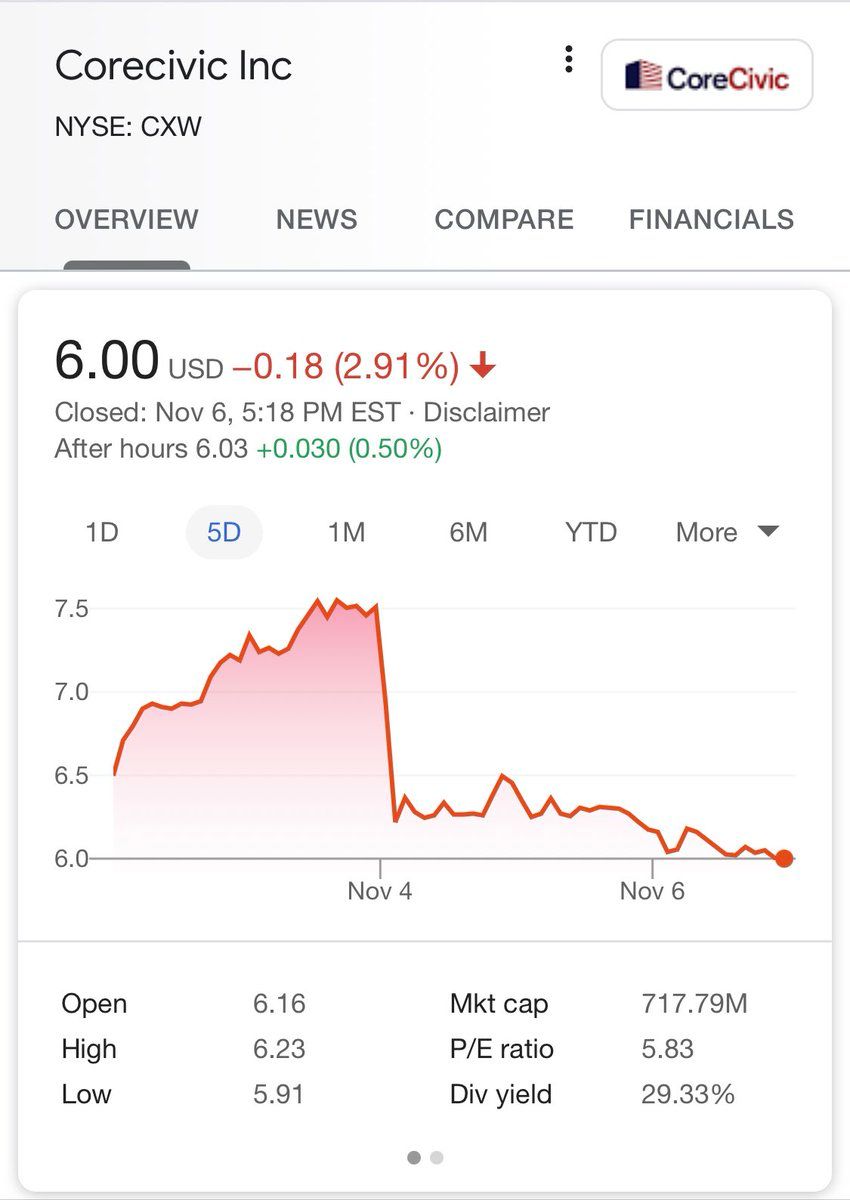 Corecivic Inc
CoreCivic
NYSE: CXW
OVERVIEW NEWS COMPARE FINANCIALS
6.00 USD −0.18 (2.91%)
Closed: Nov 6, 5:18 PM EST · Disclaimer
After hours 6.03 +0.030 (0.50%)
1D 5D 1M 6M YTD More
7.5
7.0
6.5
6.0
Nov 4 Nov 6
Open 6.16 Mkt cap 717.79M
High 6.23 P/E ratio 5.83
Low 5.91 Div yield 29.33%